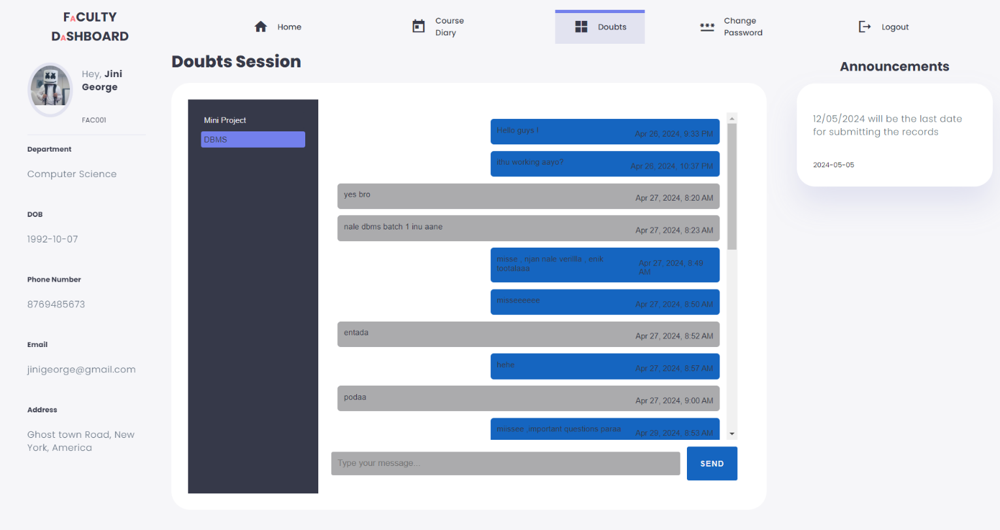 FACULTY
DASHBOARD
Home
Course
Diary
Doubts
***
Change
Password
Logout
Hey, Jini
George
FAC001
Department
Computer Science
DOB
1992-10-07
Phone Number
8769485673
Email
jinigeorge@gmail.com
Address
Ghost town Road, New
York, America
Doubts Session
Mini Project
DBMS
Hello guys !
Apr 26, 2024, 9:33 PM
ithu working aayo?
Apr 26, 2024, 10:37 PM
yes bro
Apr 27, 2024, 8:20 AM
nale dbms batch 1 inu aane
Apr 27, 2024, 8:23 AM
misse , njan nale verillla , enik
tootalaaa
Apr 27, 2024, 8:49
AM
misseeeeee
Apr 27, 2024, 8:50 AM
entada
Apr 27, 2024, 8:52 AM
hehe
Apr 27, 2024, 8:57 AM
podaa
Apr 27, 2024, 9:00 AM
miissee ,important questions paraa
Apr 29, 2024, 8:53 AM
Type your message...
SEND
Announcements
12/05/2024 will be the last date
for submitting the records
2024-05-05